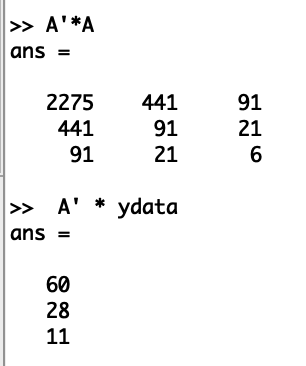 >> A'*A
ans =
2275 441 91
441 91 21
91 21 6
>> A' * ydata
ans =
60
28
11